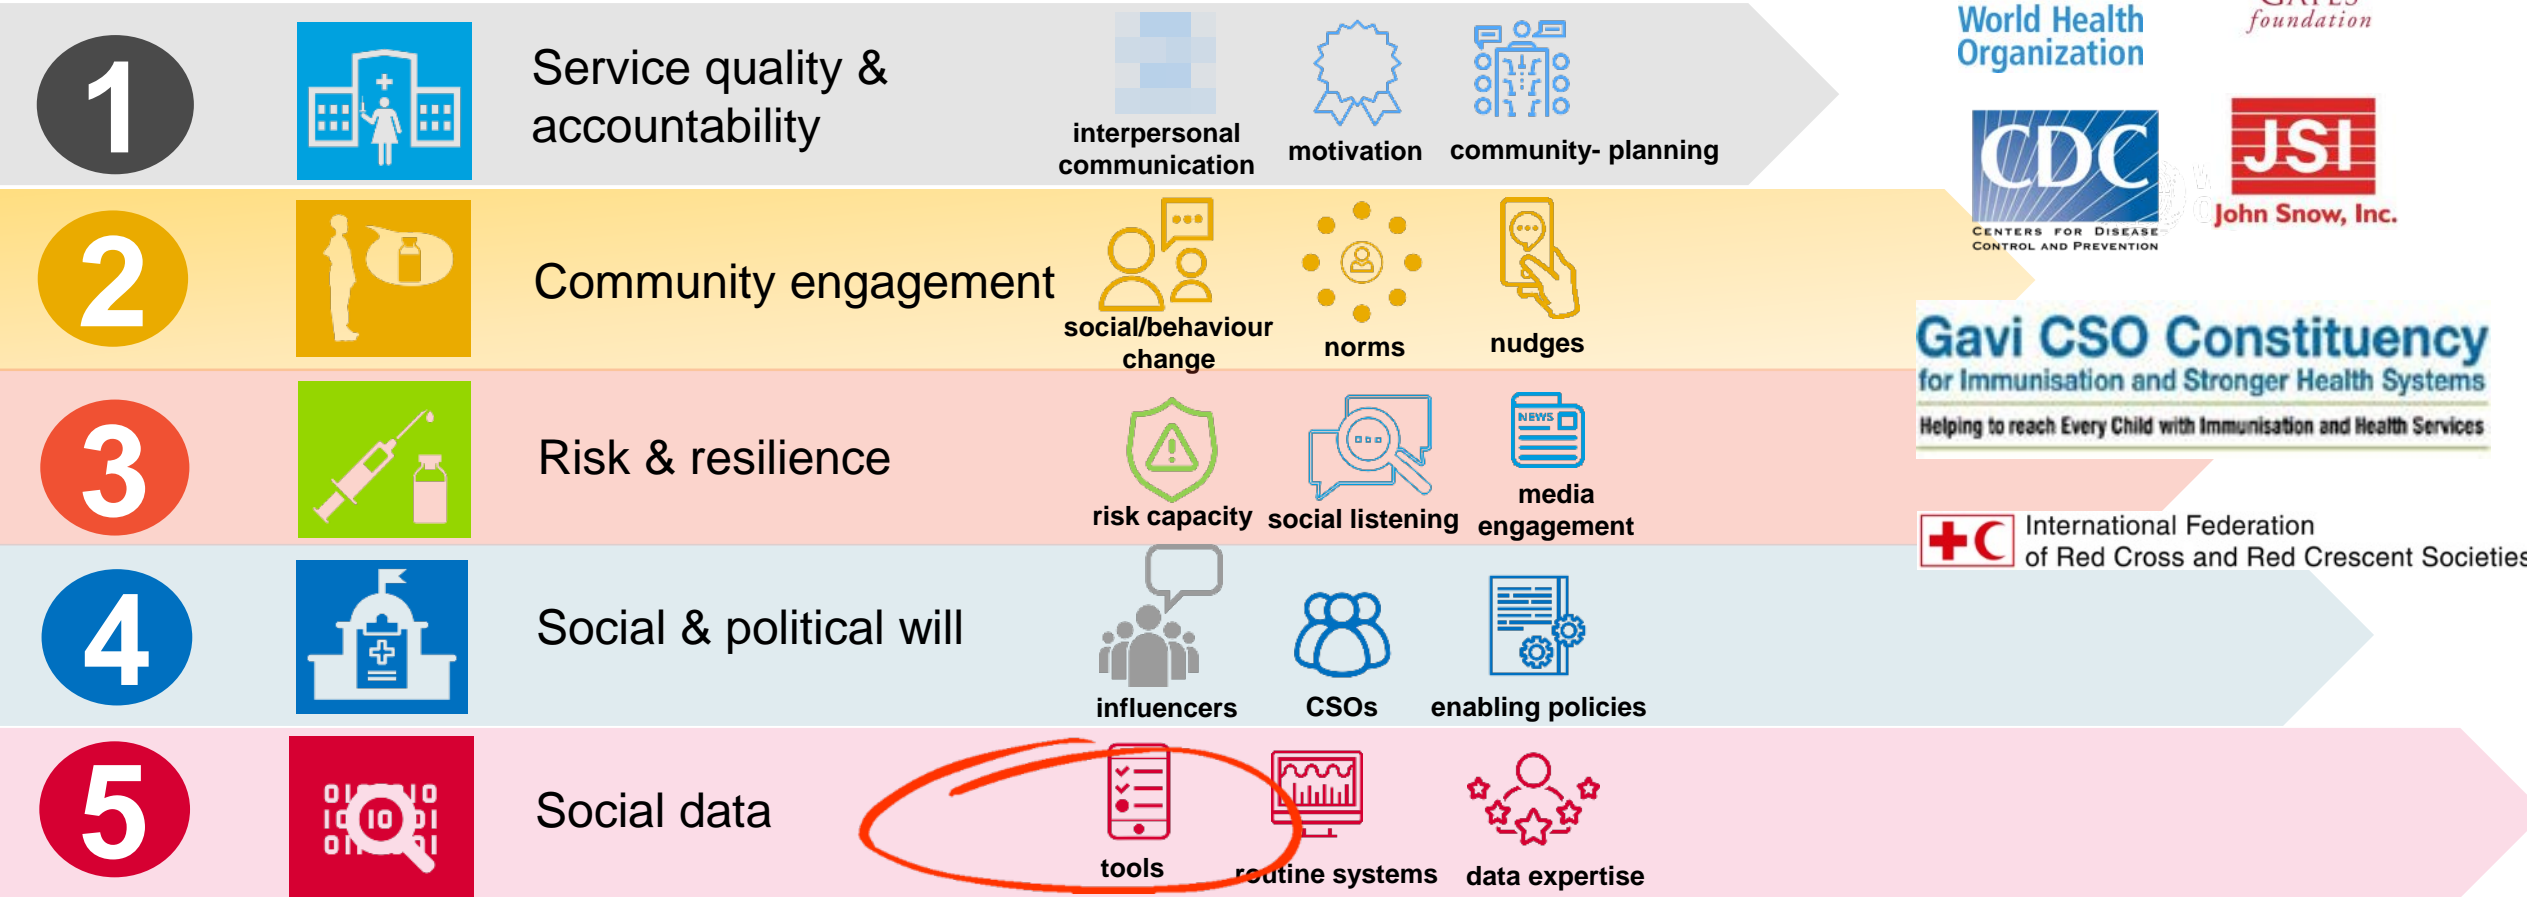 1
Service quality &
accountability
interpersonal
communication
motivation
community- planning
2
Community engagement
social/behaviour
change
norms
nudges
3
Risk & resilience
risk capacity
social listening
NEWS
media
engagement
4
Social & political will
influencers
CSOs
enabling policies
5
10
Social data
tools
routine systems
data expertise
World Health
Organization
foundation
CDC
CENTERS FOR DISEASE
CONTROL AND PREVENTION
JSI
John Snow, Inc.
Gavi CSO Constituency
for Immunisation and Stronger Health Systems
Helping to reach Every Child with Immunisation and Health Services
International Federation
of Red Cross and Red Crescent Societies